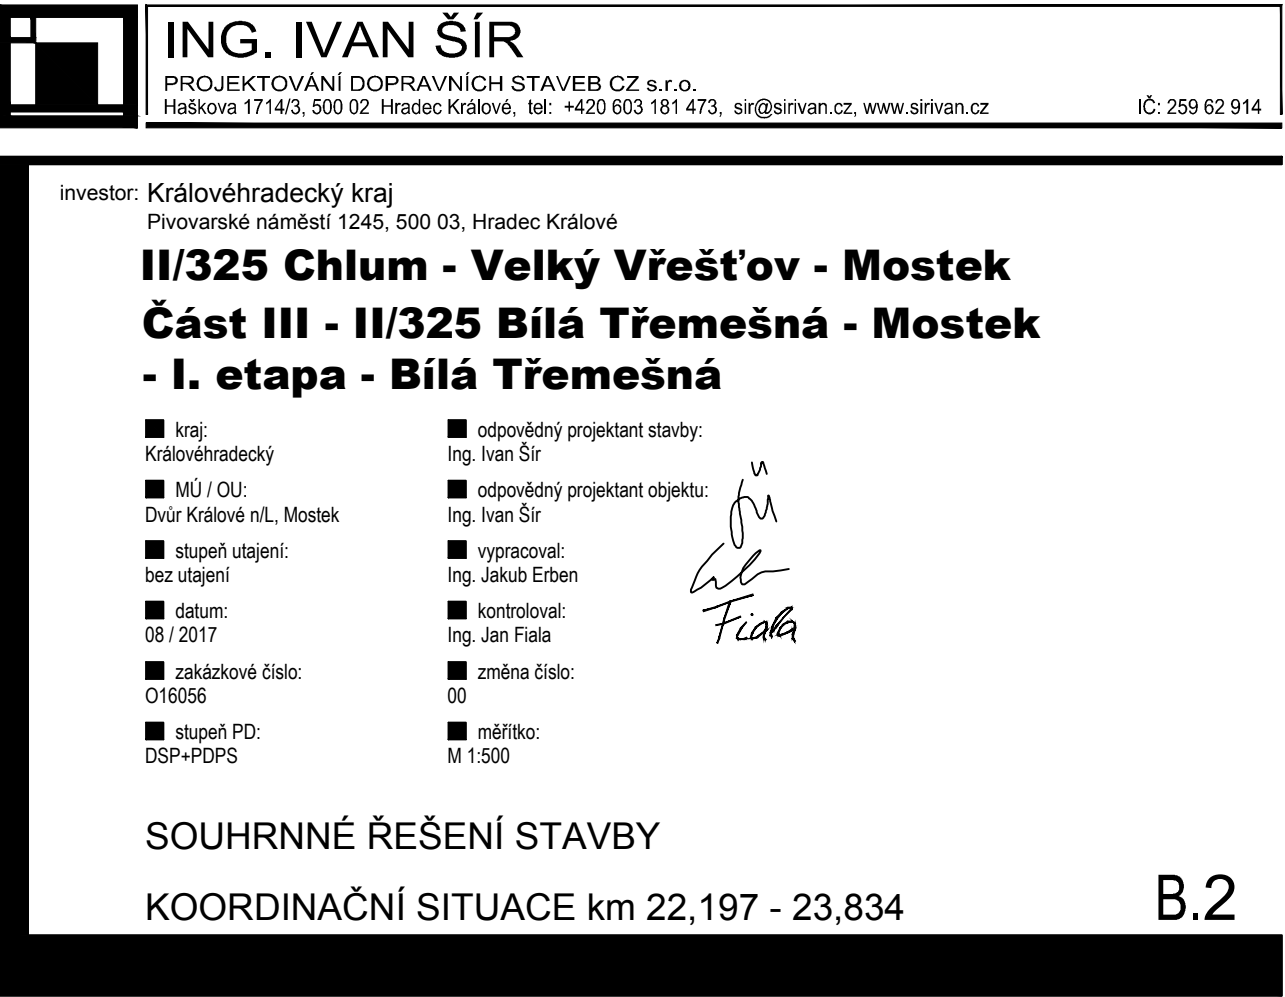 ING. IVAN ŠÍR
PROJEKTOVÁNÍ DOPRAVNÍCH STAVEB CZ s.r.o.
Haškova 1714/3, 500 02 Hradec Králové, tel: +420 603 181 473, sir@sirivan.cz, www.sirivan.cz IČ: 259 62 914
investor: Královéhradecký kraj
Pivovarské náměstí 1245, 500 03, Hradec Králové
II/325 Chlum - Velký Vřešťov - Mostek
Část III - II/325 Bílá Třemešná - Mostek
- I. etapa - Bílá Třemešná
kraj:
Královéhradecký
MÚ / OU:
Dvůr Králové n/L, Mostek
stupeň utajení:
bez utajení
datum:
08 / 2017
zakázkové číslo:
O16056
stupeň PD:
DSP+PDPS
odpovědný projektant stavby:
Ing. Ivan Šír
odpovědný projektant objektu:
Ing. Ivan Šír
vypracoval:
Ing. Jakub Erben
kontroloval:
Ing. Jan Fiala
změna číslo:
00
měřítko:
M 1:500
Fiala
SOUHRNNÉ ŘEŠENÍ STAVBY
KOORDINAČNÍ SITUACE km 22,197 - 23,834
B.2